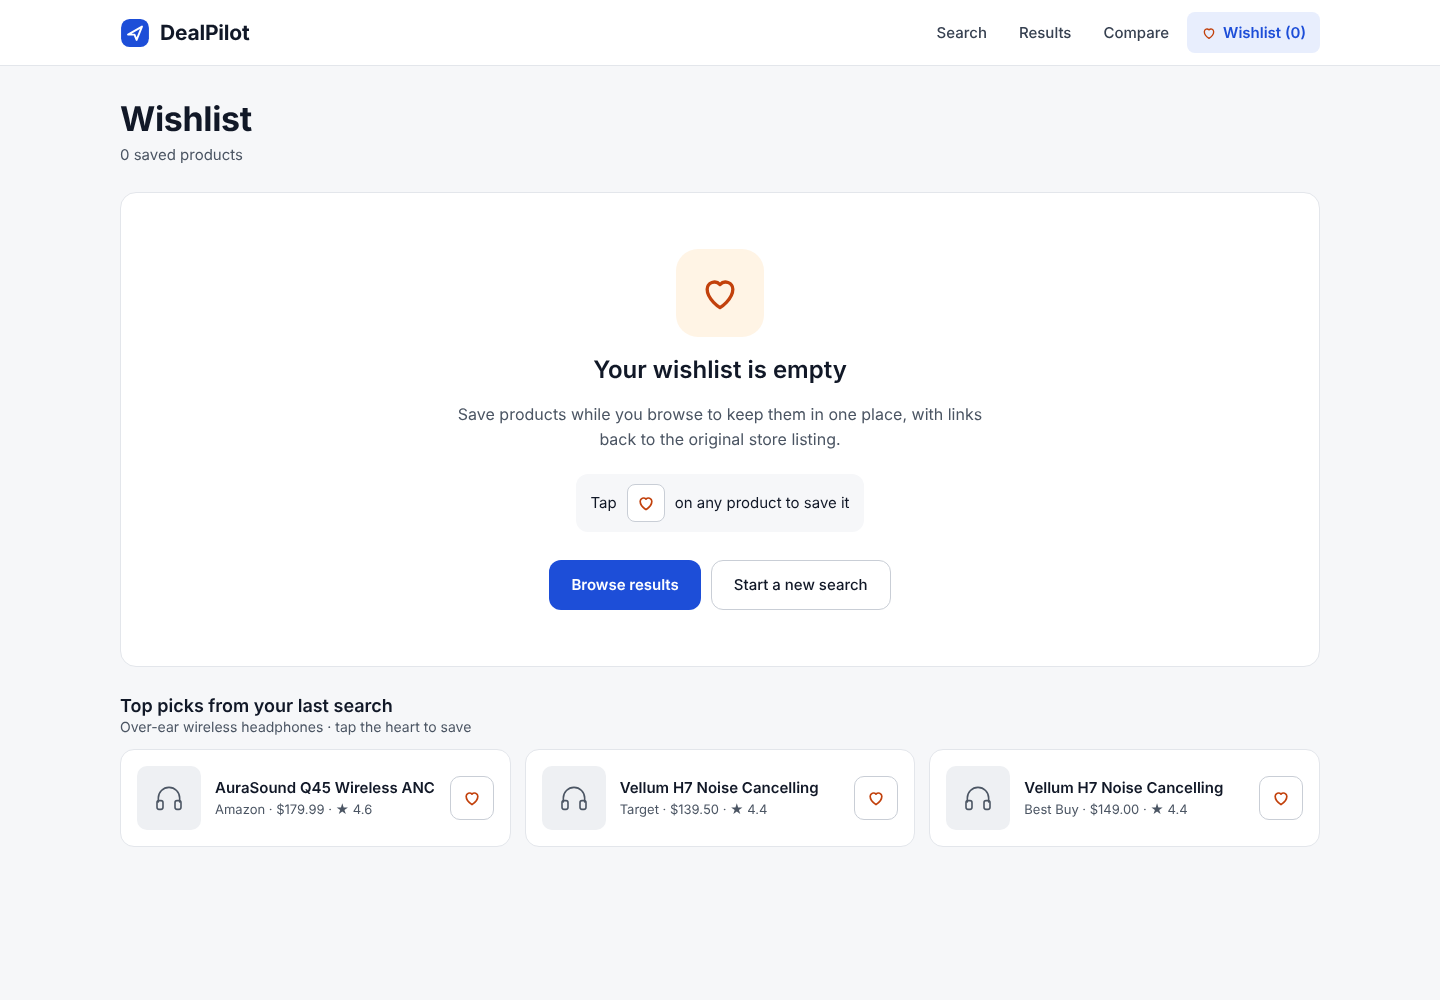 DealPilot
Search
Results
Compare
Wishlist (0)
Wishlist
0 saved products
Your wishlist is empty
Save products while you browse to keep them in one place, with links
back to the original store listing.
Tap on any product to save it
Browse results
Start a new search
Top picks from your last search
Over-ear wireless headphones · tap the heart to save
AuraSound Q45 Wireless ANC
Amazon · $179.99 · ★ 4.6
Vellum H7 Noise Cancelling
Target · $139.50 · ★ 4.4
Vellum H7 Noise Cancelling
Best Buy · $149.00 · ★ 4.4